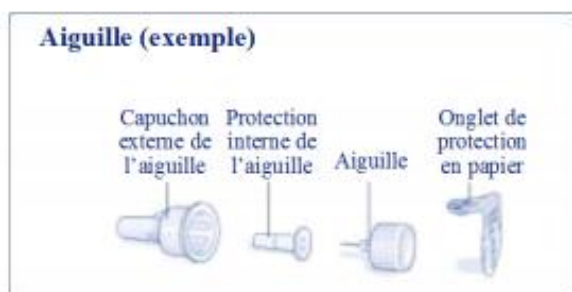 Aiguille (exemple)
Capuchon
externe de
l'aiguille
Protection
interne de
l'aiguille
Aiguille
Onglet de
protection
en papier